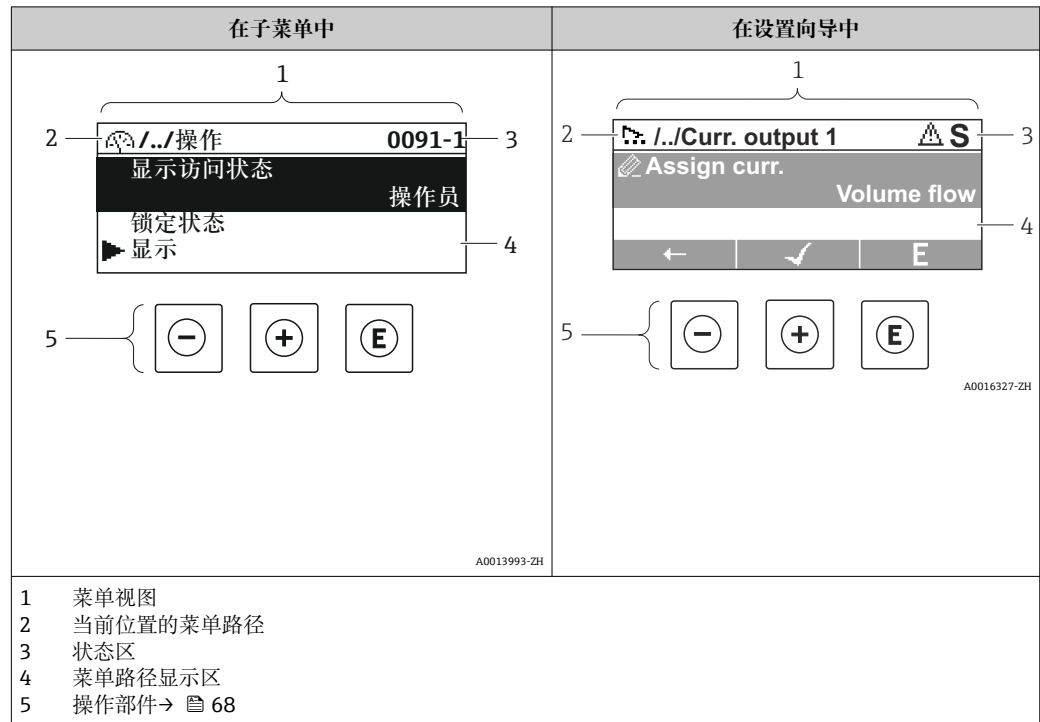 在子菜单中
在设置向导中
1
2
/../操作 0091-1
3
显示访问状态
操作员
锁定状态
显示
4
5
- + E
A0013993-ZH
1
2
/../Curr. output 1 S
3
Assign curr.
Volume flow
4
← ✓ E
5
- + E
A0016327-ZH
1 菜单视图
2 当前位置的菜单路径
3 状态区
4 菜单路径显示区
5 操作部件→ 68